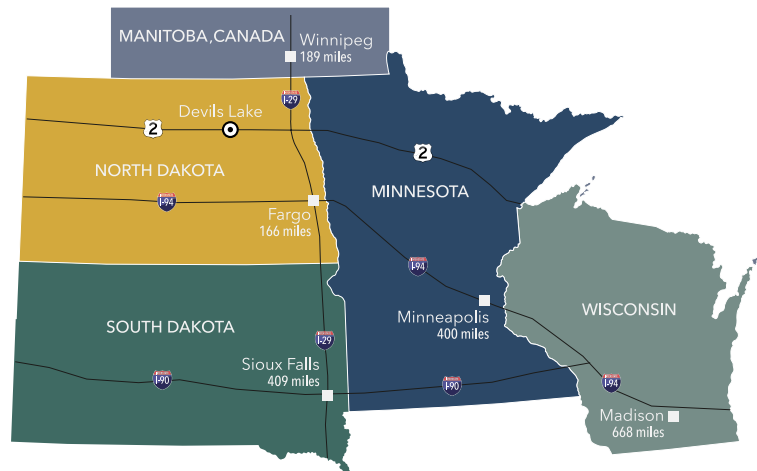 MANITOBA, CANADA
Winnipeg
189 miles
I-29
Devils Lake
2
2
NORTH DAKOTA
MINNESOTA
I-94
Fargo
166 miles
I-94
WISCONSIN
Minneapolis
400 miles
SOUTH DAKOTA
I-29
Sioux Falls
409 miles
I-90
I-90
I-94
Madison
668 miles